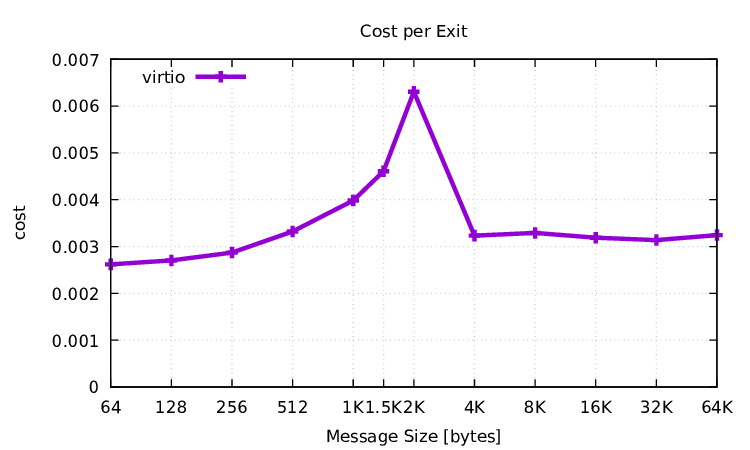 Cost per Exit
virtio
0.007
0.006
0.005
0.004
0.003
0.002
0.001
0
cost
64 128 256 512 1K 1.5K 2K 4K 8K 16K 32K 64K
Message Size [bytes]